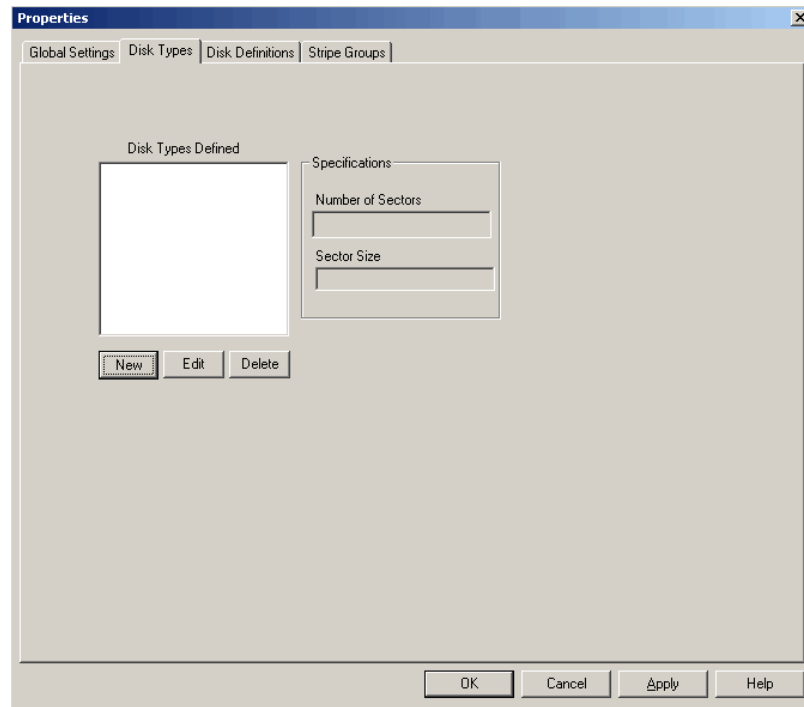 Properties
Global Settings Disk Types Disk Definitions Stripe Groups
Disk Types Defined
Specifications
Number of Sectors
Sector Size
New Edit Delete
OK Cancel Apply Help